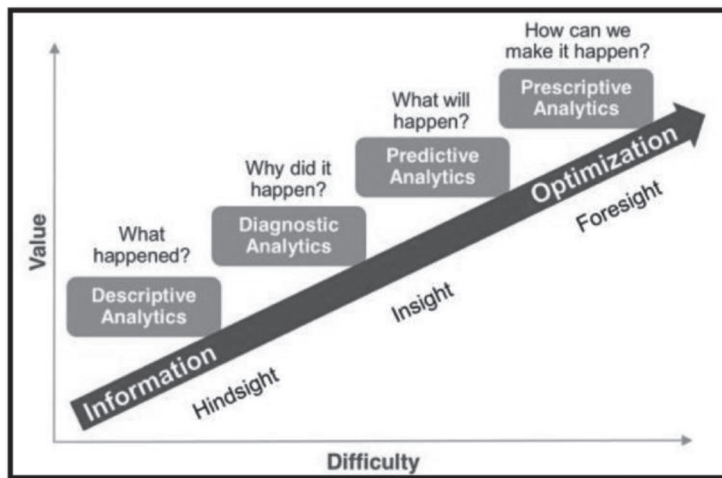 How can we
make it happen?
Prescriptive
Analytics
What will
happen?
Predictive
Analytics
Why did it
happen?
Diagnostic
Analytics
What
happened?
Descriptive
Analytics
Value
Information
Optimization
Hindsight
Insight
Foresight
Difficulty